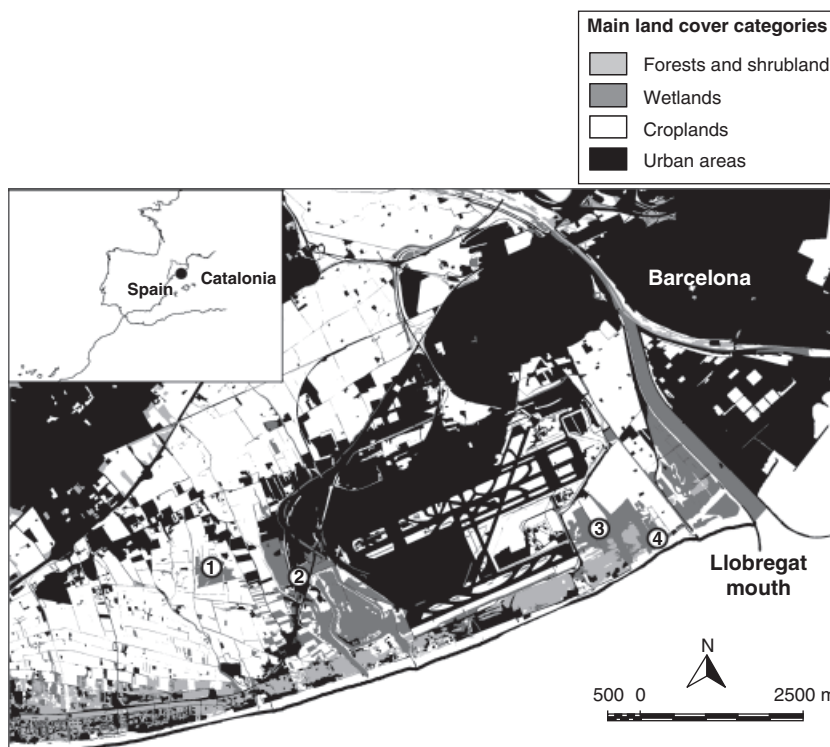 Main land cover categories
Forests and shrubland
Wetlands
Croplands
Urban areas
Spain
Catalonia
Barcelona
1
2
3
4
Llobregat
mouth
N
500 0 2500 m